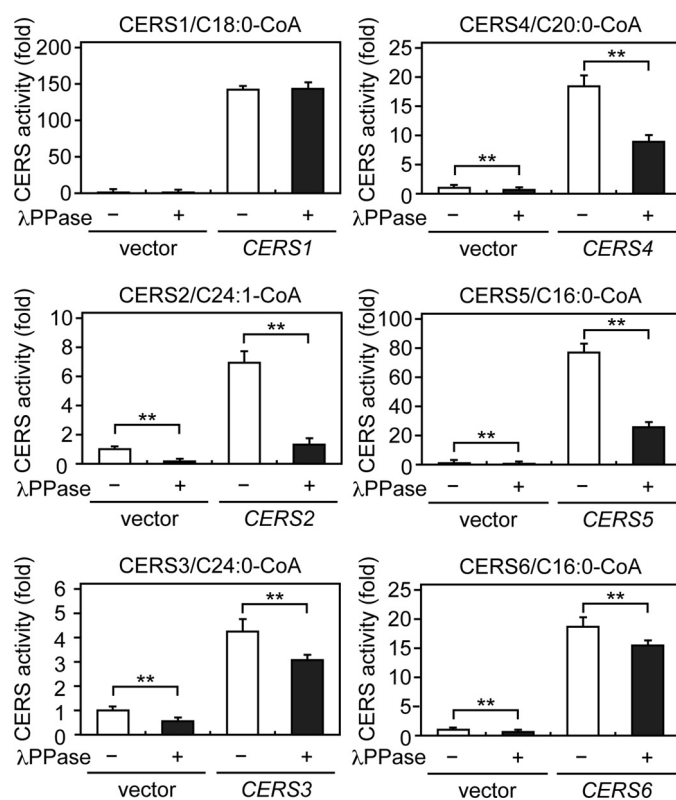 CERS1/C18:0-CoA
CERS activity (fold)
200
150
100
50
0
λPPase − + − +
vector CERS1
CERS4/C20:0-CoA
CERS activity (fold)
25
20
15
10
5
0
**
**
λPPase − + − +
vector CERS4
CERS2/C24:1-CoA
CERS activity (fold)
10
8
6
4
2
0
**
**
λPPase − + − +
vector CERS2
CERS5/C16:0-CoA
CERS activity (fold)
100
80
60
40
20
0
**
**
λPPase − + − +
vector CERS5
CERS3/C24:0-CoA
CERS activity (fold)
6
5
4
3
2
1
0
**
**
λPPase − + − +
vector CERS3
CERS6/C16:0-CoA
CERS activity (fold)
25
20
15
10
5
0
**
**
λPPase − + − +
vector CERS6